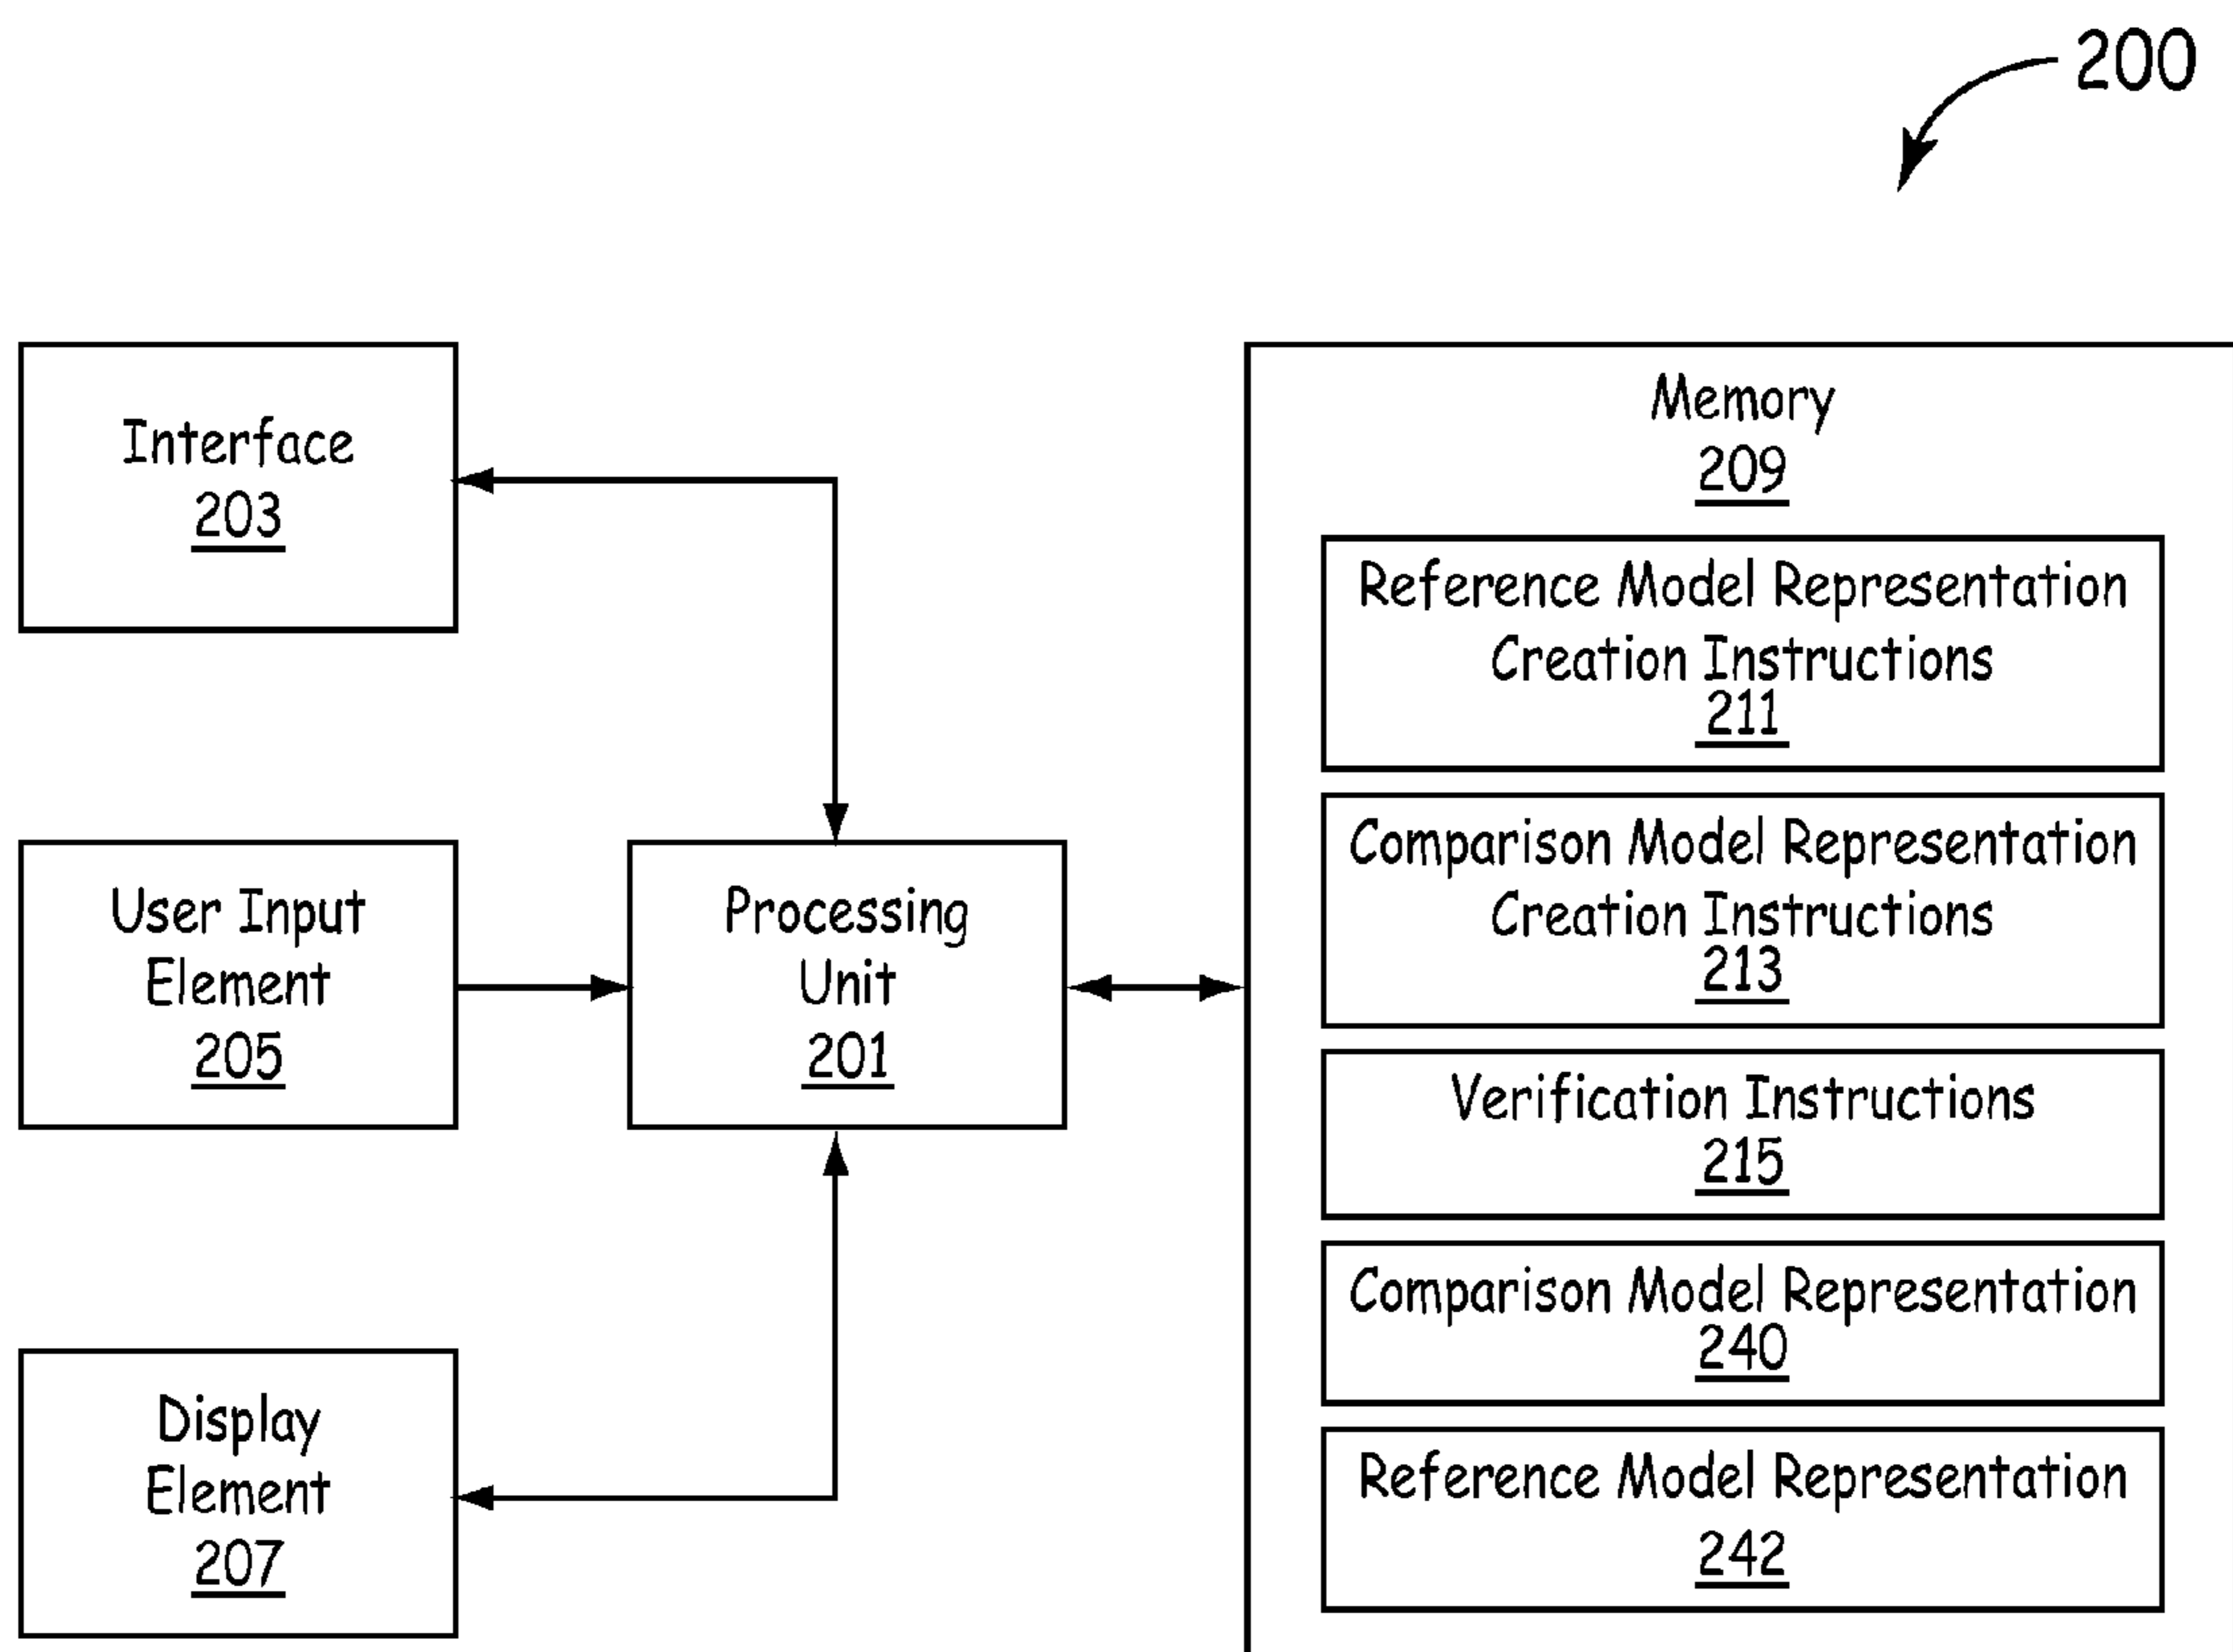 200
Interface
203
User Input
Element
205
Display
Element
207
Processing
Unit
201
Memory
209
Reference Model Representation
Creation Instructions
211
Comparison Model Representation
Creation Instructions
213
Verification Instructions
215
Comparison Model Representation
240
Reference Model Representation
242